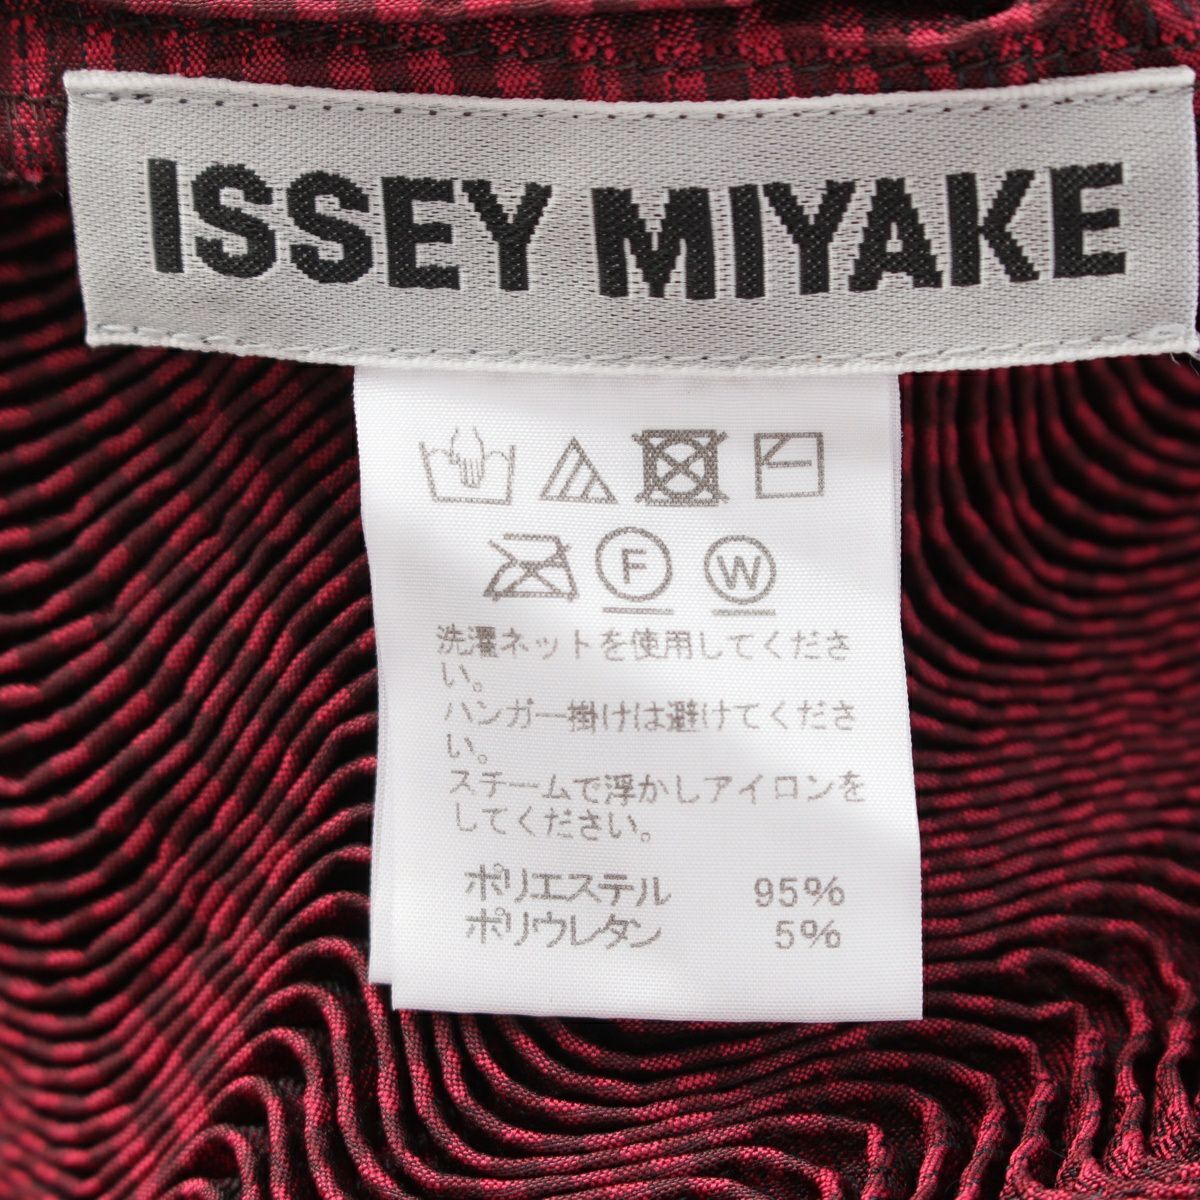 ISSEY MIYAKE
F W
洗濯ネットを使用してくださ
い。
ハンガー掛けは避けてくださ
い。
スチームで浮かしアイロンを
してください。
ポリエステル 95%
ポリウレタン 5%